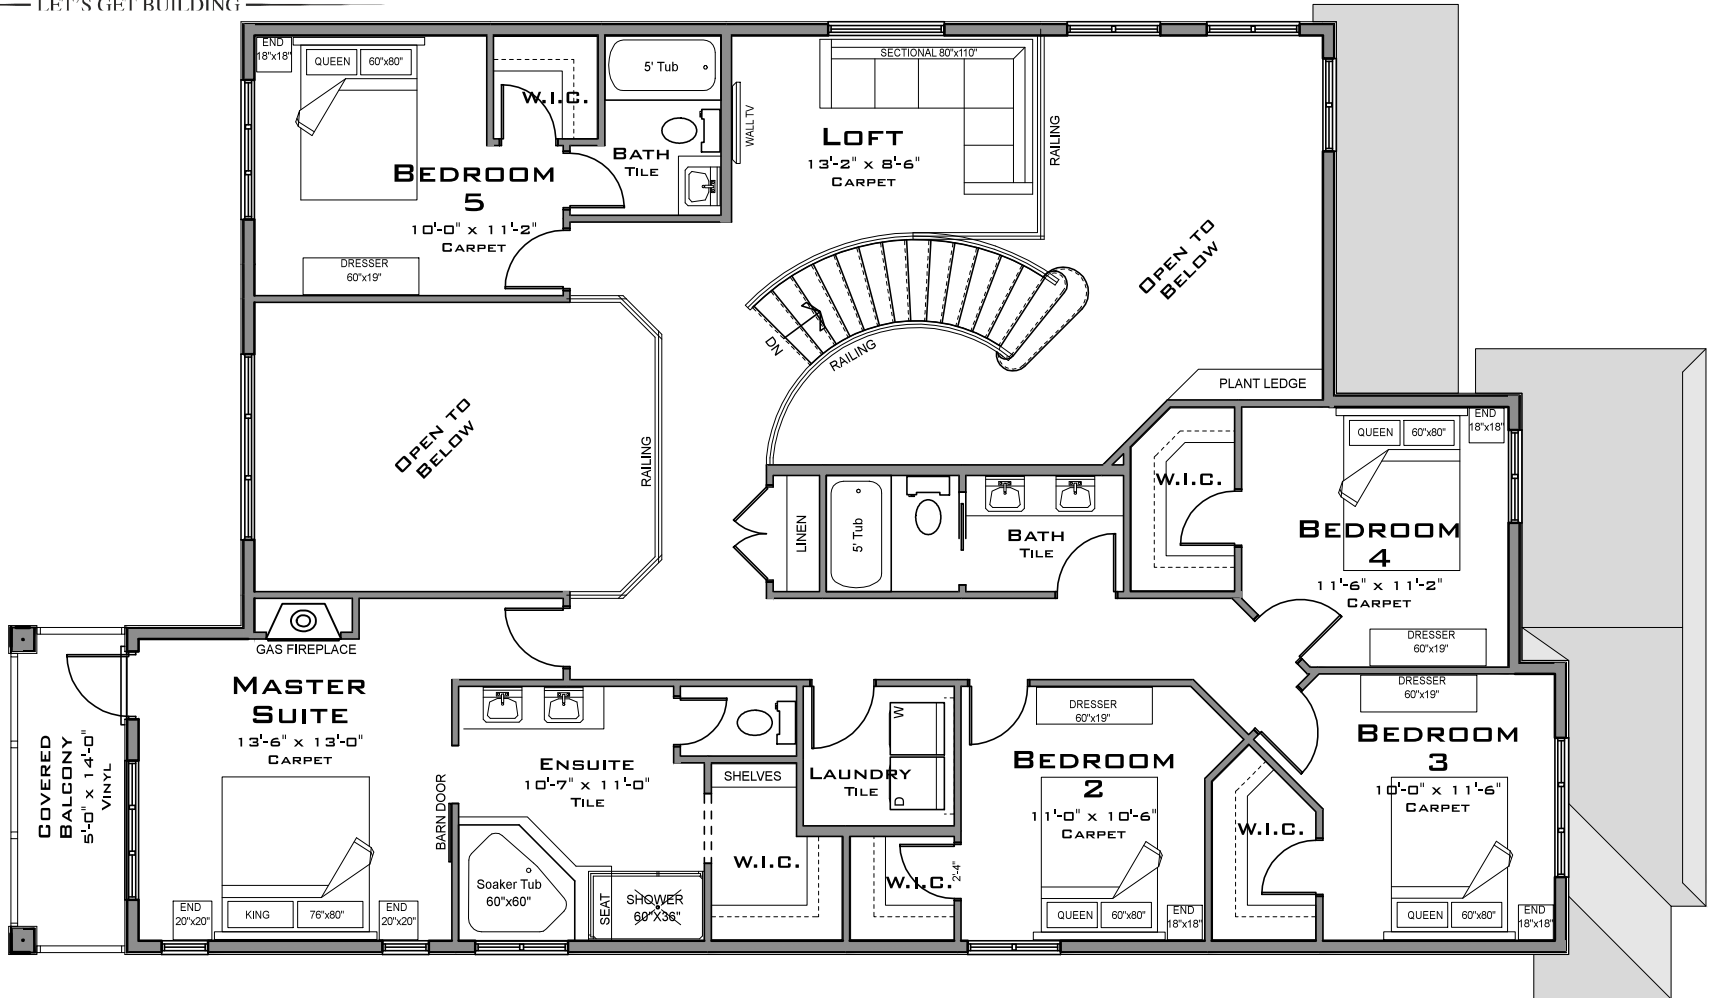 LET'S GET BUILDING
END
18"x18"
QUEEN
60"x80"
W.I.C.
5' Tub
BATH
TILE
BEDROOM
5
10'-0" x 11'-2"
CARPET
DRESSER
60"x19"
WALL TV
SECTIONAL 80"x110"
LOFT
13'-2" x 8'-6"
CARPET
RAILING
OPEN TO
BELOW
DN
RAILING
PLANT LEDGE
OPEN TO
BELOW
RAILING
LINEN
5' Tub
BATH
TILE
W.I.C.
QUEEN
60"x80"
END
18"x18"
BEDROOM
4
11'-6" x 11'-2"
CARPET
DRESSER
60"x19"
GAS FIREPLACE
MASTER
SUITE
13'-6" x 13'-0"
CARPET
COVERED
BALCONY
5'-0" x 14'-0"
VINYL
END
20"x20"
KING
76"x80"
END
20"x20"
BARN DOOR
ENSUITE
10'-7" x 11'-0"
TILE
Soaker Tub
60"x60"
SEAT
SHOWER
60"X36"
SHELVES
W.I.C.
LAUNDRY
TILE
W
D
W.I.C.
2'-4"
DRESSER
60"x19"
BEDROOM
2
11'-0" x 10'-6"
CARPET
QUEEN
60"x80"
END
18"x18"
W.I.C.
DRESSER
60"x19"
BEDROOM
3
10'-0" x 11'-6"
CARPET
QUEEN
60"x80"
END
18"x18"